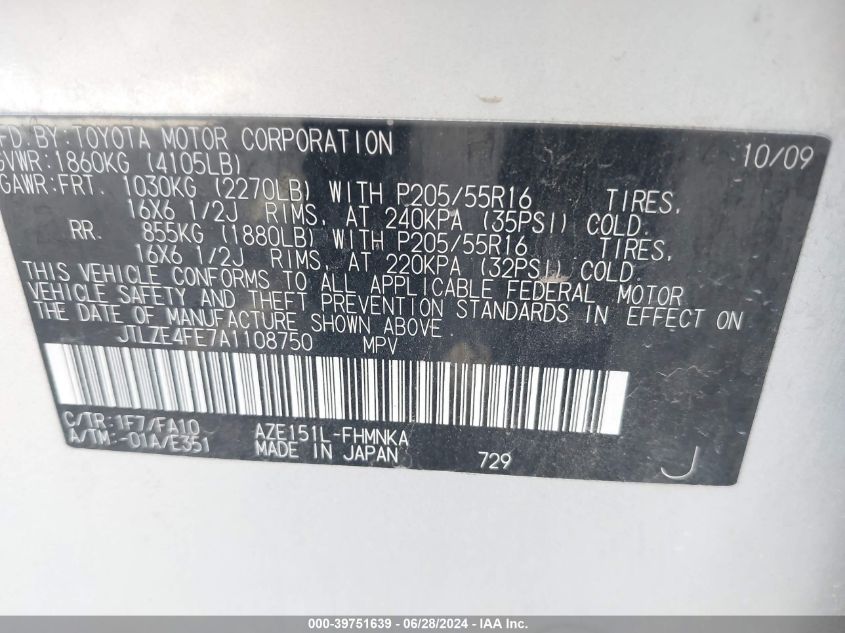 MFD. BY: TOYOTA MOTOR CORPORATION 10/09
GVWR: 1860KG (4105LB)
GAWR: FRT. 1030KG (2270LB) WITH P205/55R16 TIRES,
16X6 1/2J RIMS, AT 240KPA (35PSI) COLD.
RR. 855KG (1880LB) WITH P205/55R16 TIRES,
16X6 1/2J RIMS, AT 220KPA (32PSI) COLD.
THIS VEHICLE CONFORMS TO ALL APPLICABLE FEDERAL MOTOR
VEHICLE SAFETY AND THEFT PREVENTION STANDARDS IN EFFECT ON
THE DATE OF MANUFACTURE SHOWN ABOVE.
JTLZE4FE7A1108750 MPV
C/TR: 1F7/FA10 AZE151L-FHMNKA
A/TM: -01A/E351 MADE IN JAPAN 729 J
000-39751639 - 06/28/2024 - IAA Inc.